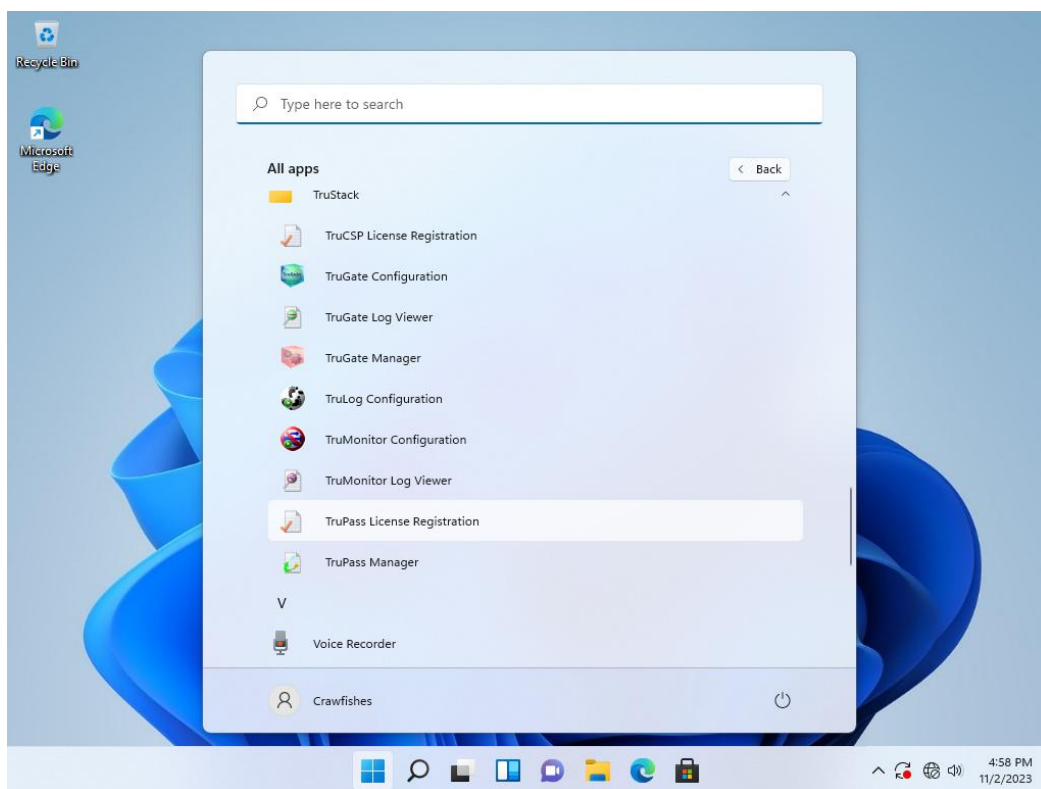 Recycle Bin
Microsoft
Edge
Type here to search
All apps
Back
TruStack
TruCSP License Registration
TruGate Configuration
TruGate Log Viewer
TruGate Manager
TruLog Configuration
TruMonitor Configuration
TruMonitor Log Viewer
TruPass License Registration
TruPass Manager
V
Voice Recorder
Crawfishes
4:58 PM
11/2/2023